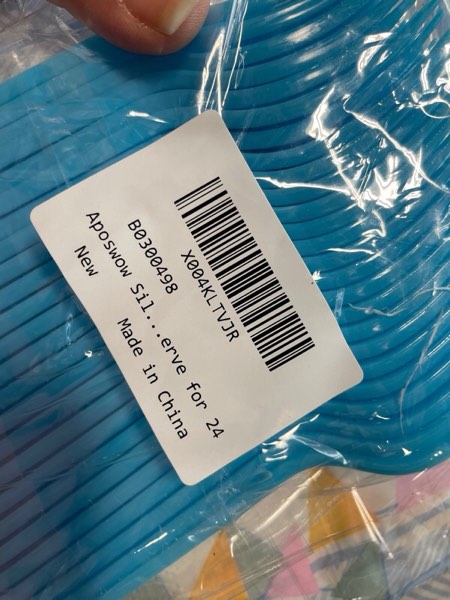 X004KLTVJR
B0300498
Aposwow Sil...erve for 24
New
Made in China